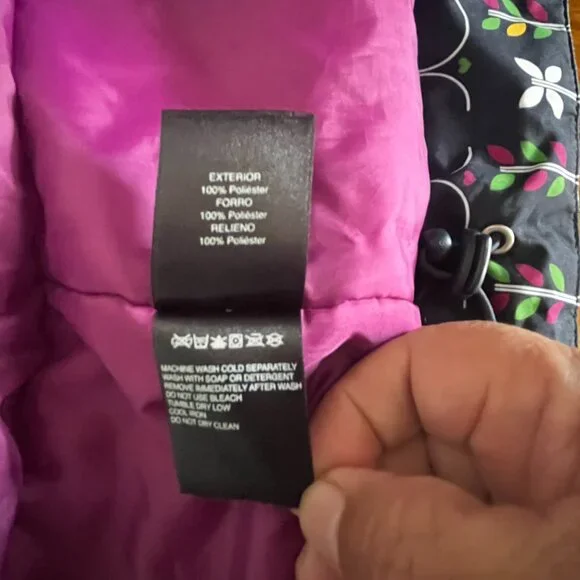 EXTERIOR
100% Poliéster
FORRO
100% Poliéster
RELIENO
100% Poliéster
MACHINE WASH COLD SEPARATELY
WASH WITH SOAP OR DETERGENT
REMOVE IMMEDIATELY AFTER WASH
DO NOT USE BLEACH
TUMBLE DRY LOW
COOL IRON
DO NOT DRY CLEAN